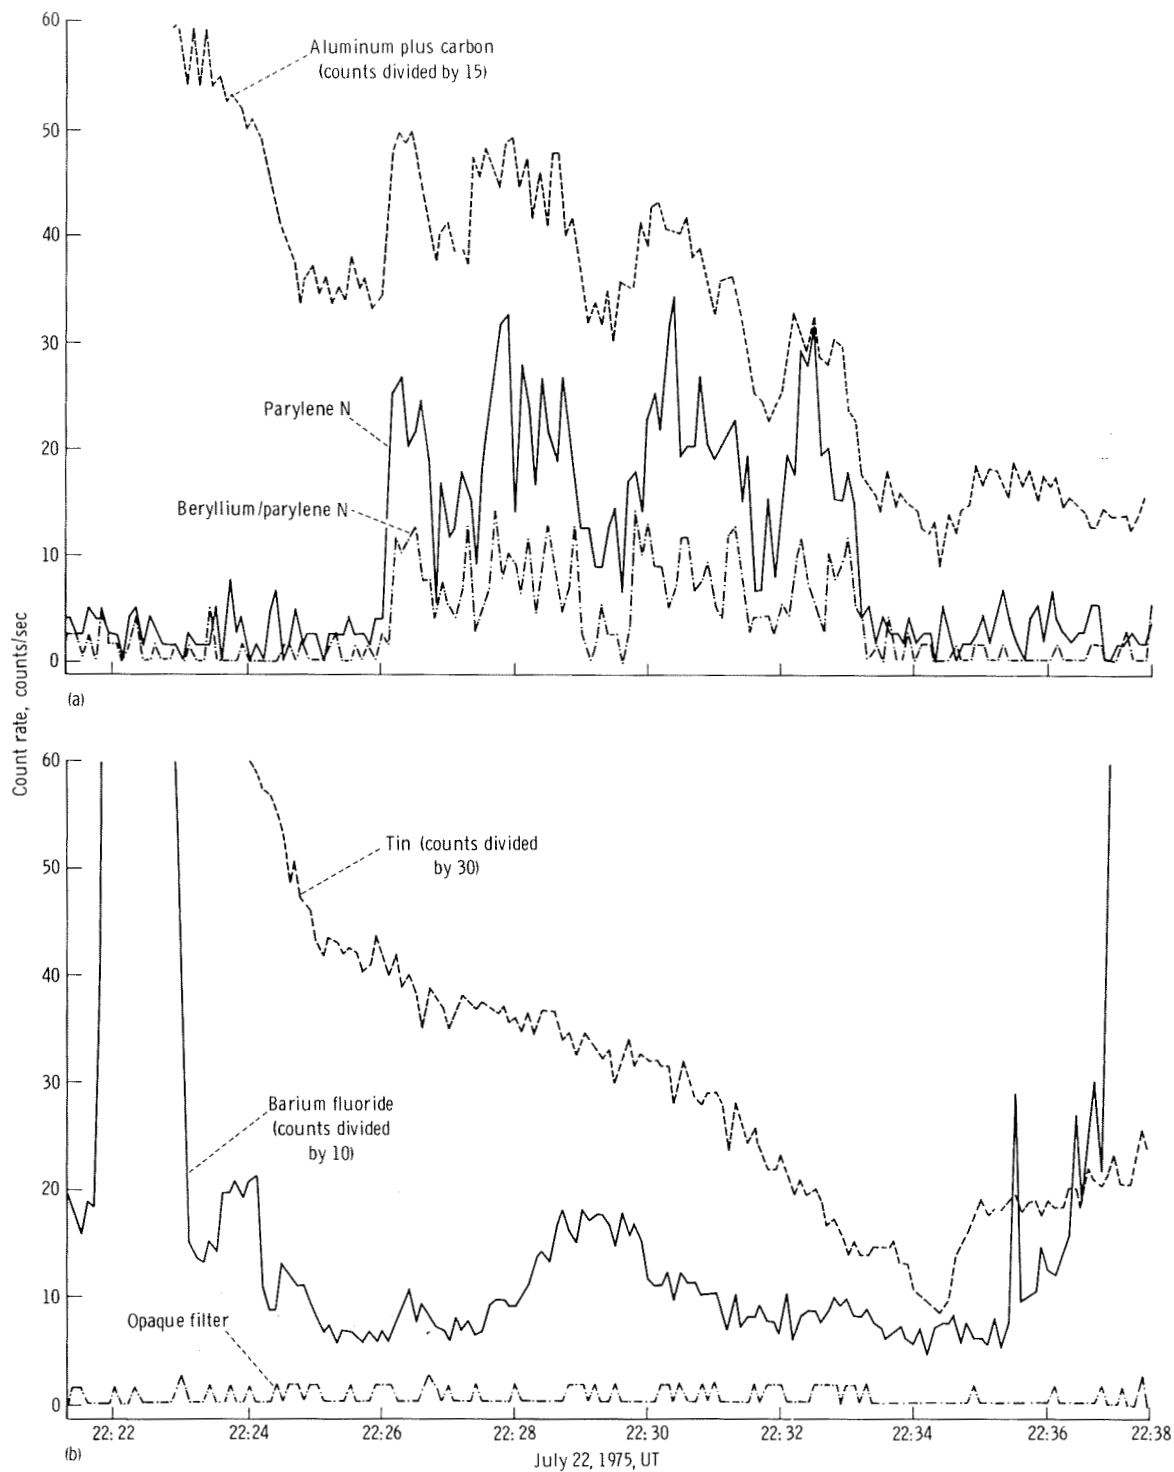 60
50
40
30
20
10
0
Aluminum plus carbon
(counts divided by 15)
Parylene N
Beryllium/parylene N
(a)
Count rate, counts/sec
60
50
40
30
20
10
0
Tin (counts divided
by 30)
Barium fluoride
(counts divided
by 10)
Opaque filter
22:22
22:24
22:26
22:28
22:30
22:32
22:34
22:36
22:38
(b)
July 22, 1975, UT